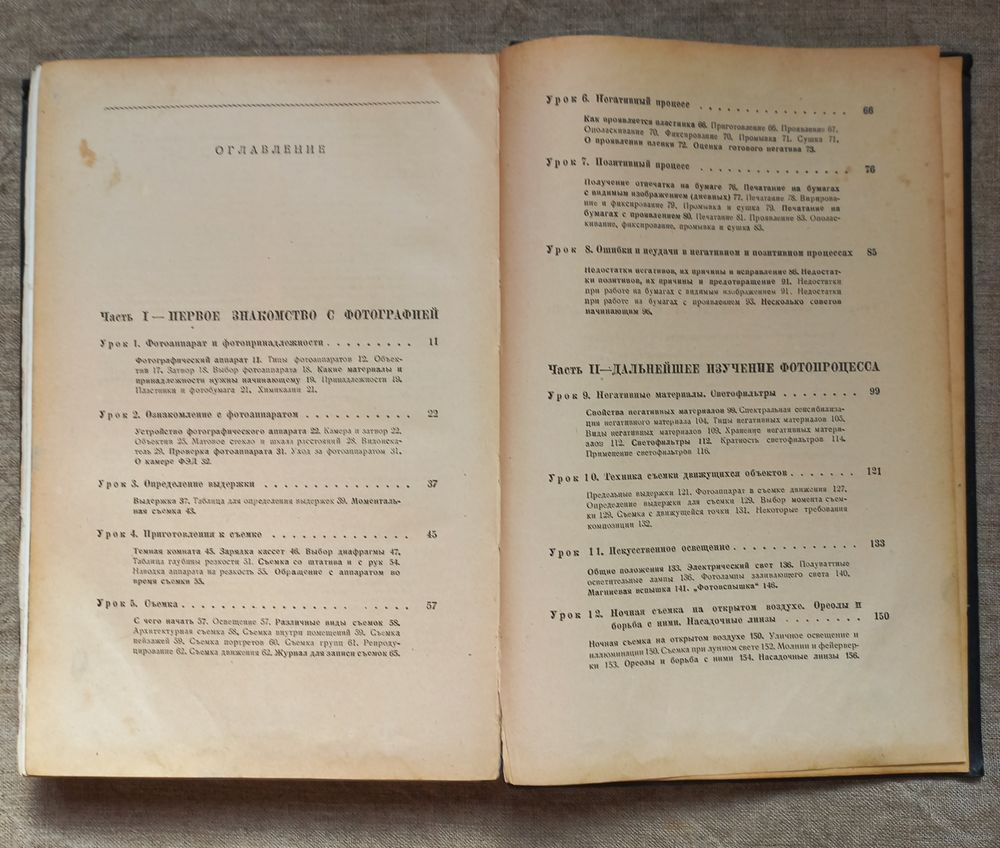 ОГЛАВЛЕНИЕ
Часть I — ПЕРВОЕ ЗНАКОМСТВО С ФОТОГРАФИЕЙ
Урок 1. Фотоаппарат и фотопринадлежности . . . . . . . . . 11
Фотографический аппарат 11. Типы фотоаппаратов 12. Объек-
тив 17. Затвор 18. Выбор фотоаппарата 18. Какие материалы и
принадлежности нужны начинающему 19. Принадлежности 19.
Пластинки и фотобумага 21. Химикалии 21.
Урок 2. Ознакомление с фотоаппаратом . . . . . . . . . . . 22
Устройство фотографического аппарата 22. Камера и затвор 22.
Объектив 25. Матовое стекло и шкала расстояний 28. Видоиска-
тель 29. Проверка фотоаппарата 31. Уход за фотоаппаратом 31.
О камере ФЭД 32.
Урок 3. Определение выдержки . . . . . . . . . . . . . . 37
Выдержка 37. Таблица для определения выдержек 39. Моменталь-
ная съемка 43.
Урок 4. Приготовления к съемке . . . . . . . . . . . . . 45
Темная комната 45. Зарядка кассет 46. Выбор диафрагмы 47.
Таблица глубины резкости 51. Съемка со штатива и с рук 54.
Наводка аппарата на резкость 55. Обращение с аппаратом во
время съемки 55.
Урок 5. Съемка . . . . . . . . . . . . . . . . . . . . 57
С чего начать 57. Освещение 57. Различные виды съемок 58.
Архитектурная съемка 58. Съемка внутри помещений 59. Съемка
пейзажей 59. Съемка портретов 60. Съемка групп 61. Репроду-
цирование 62. Съемка движения 62. Журнал для записи съемок 65.
Урок 6. Негативный процесс . . . . . . . . . . . . . . 66
Как проявляется пластинка 66. Приготовление 66. Проявление 67.
Ополаскивание 70. Фиксирование 70. Промывка 71. Сушка 71.
О проявлении пленки 72. Оценка готового негатива 73.
Урок 7. Позитивный процесс . . . . . . . . . . . . . . 76
Получение отпечатка на бумаге 76. Печатание на бумагах
с видимым изображением (дневных) 77. Печатание 78. Вирирова-
ние и фиксирование 79. Промывка и сушка 79. Печатание на
бумагах с проявлением 80. Печатание 81. Проявление 83. Ополас-
кивание, фиксирование, промывка и сушка 83.
Урок 8. Ошибки и неудачи в негативном и позитивном процессах 85
Недостатки негативов, их причины и исправление 86. Недостат-
ки позитивов, их причины и предотвращение 91. Недостатки
при работе на бумагах с видимым изображением 91. Недостатки
при работе на бумагах с проявлением 93. Несколько советов
начинающим 96.
Часть II—ДАЛЬНЕЙШЕЕ ИЗУЧЕНИЕ ФОТОПРОЦЕССА
Урок 9. Негативные материалы. Светофильтры . . . . . . . . 99
Свойства негативных материалов 99. Спектральная сенсибилиза-
ция негативного материала 104. Типы негативных материалов 105.
Виды негативных материалов 109. Хранение негативных матери-
алов 112. Светофильтры 112. Кратность светофильтров 114.
Применение светофильтров 116.
Урок 10. Техника съемки движущихся объектов . . . . . . . 121
Предельные выдержки 121. Фотоаппарат в съемке движения 127.
Определение выдержки для съемки 129. Выбор момента съем-
ки 129. Съемка с движущейся точки 131. Некоторые требования
композиции 132.
Урок 11. Искусственное освещение . . . . . . . . . . . . 133
Общие положения 133. Электрический свет 136. Полуваттные
осветительные лампы 136. Фотолампы заливающего света 140.
Магниевая вспышка 141. „Фотовспышка“ 146.
Урок 12. Ночная съемка на открытом воздухе. Ореолы и
борьба с ними. Насадочные линзы . . . . . . . . 150
Ночная съемка на открытом воздухе 150. Уличное освещение и
иллюминации 150. Съемка при лунном свете 152. Молнии и фейервер-
ки 153. Ореолы и борьба с ними 154. Насадочные линзы 156.